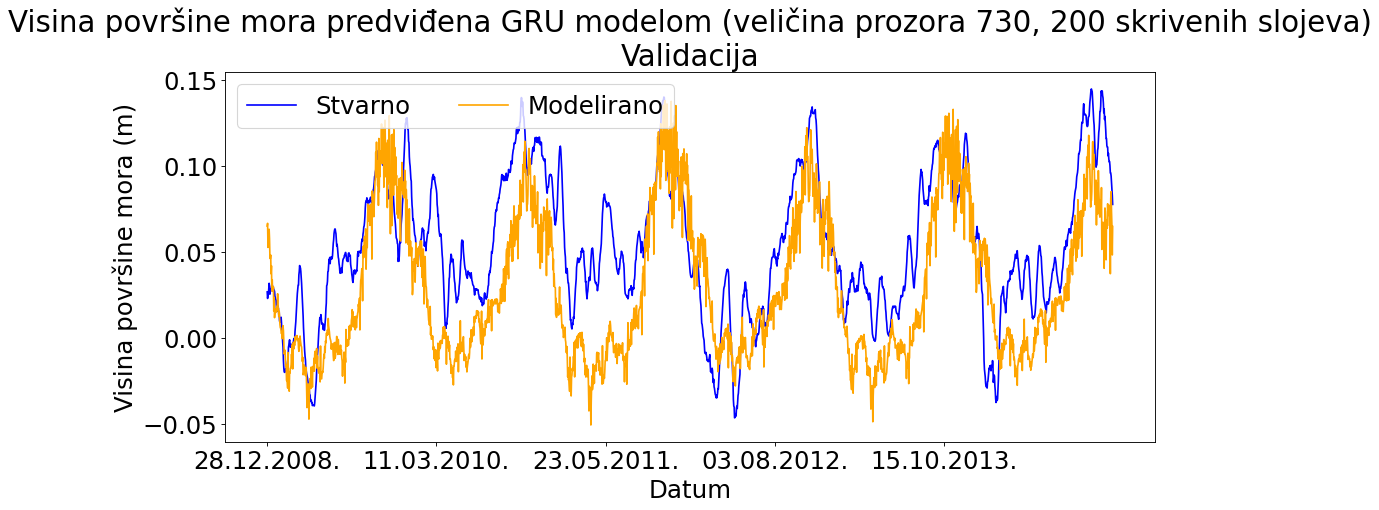 Visina površine mora predviđena GRU modelom (veličina prozora 730, 200 skrivenih slojeva)
Validacija
Stvarno
Modelirano
Visina površine mora (m)
0.15
0.10
0.05
0.00
−0.05
28.12.2008.
11.03.2010.
23.05.2011.
03.08.2012.
15.10.2013.
Datum